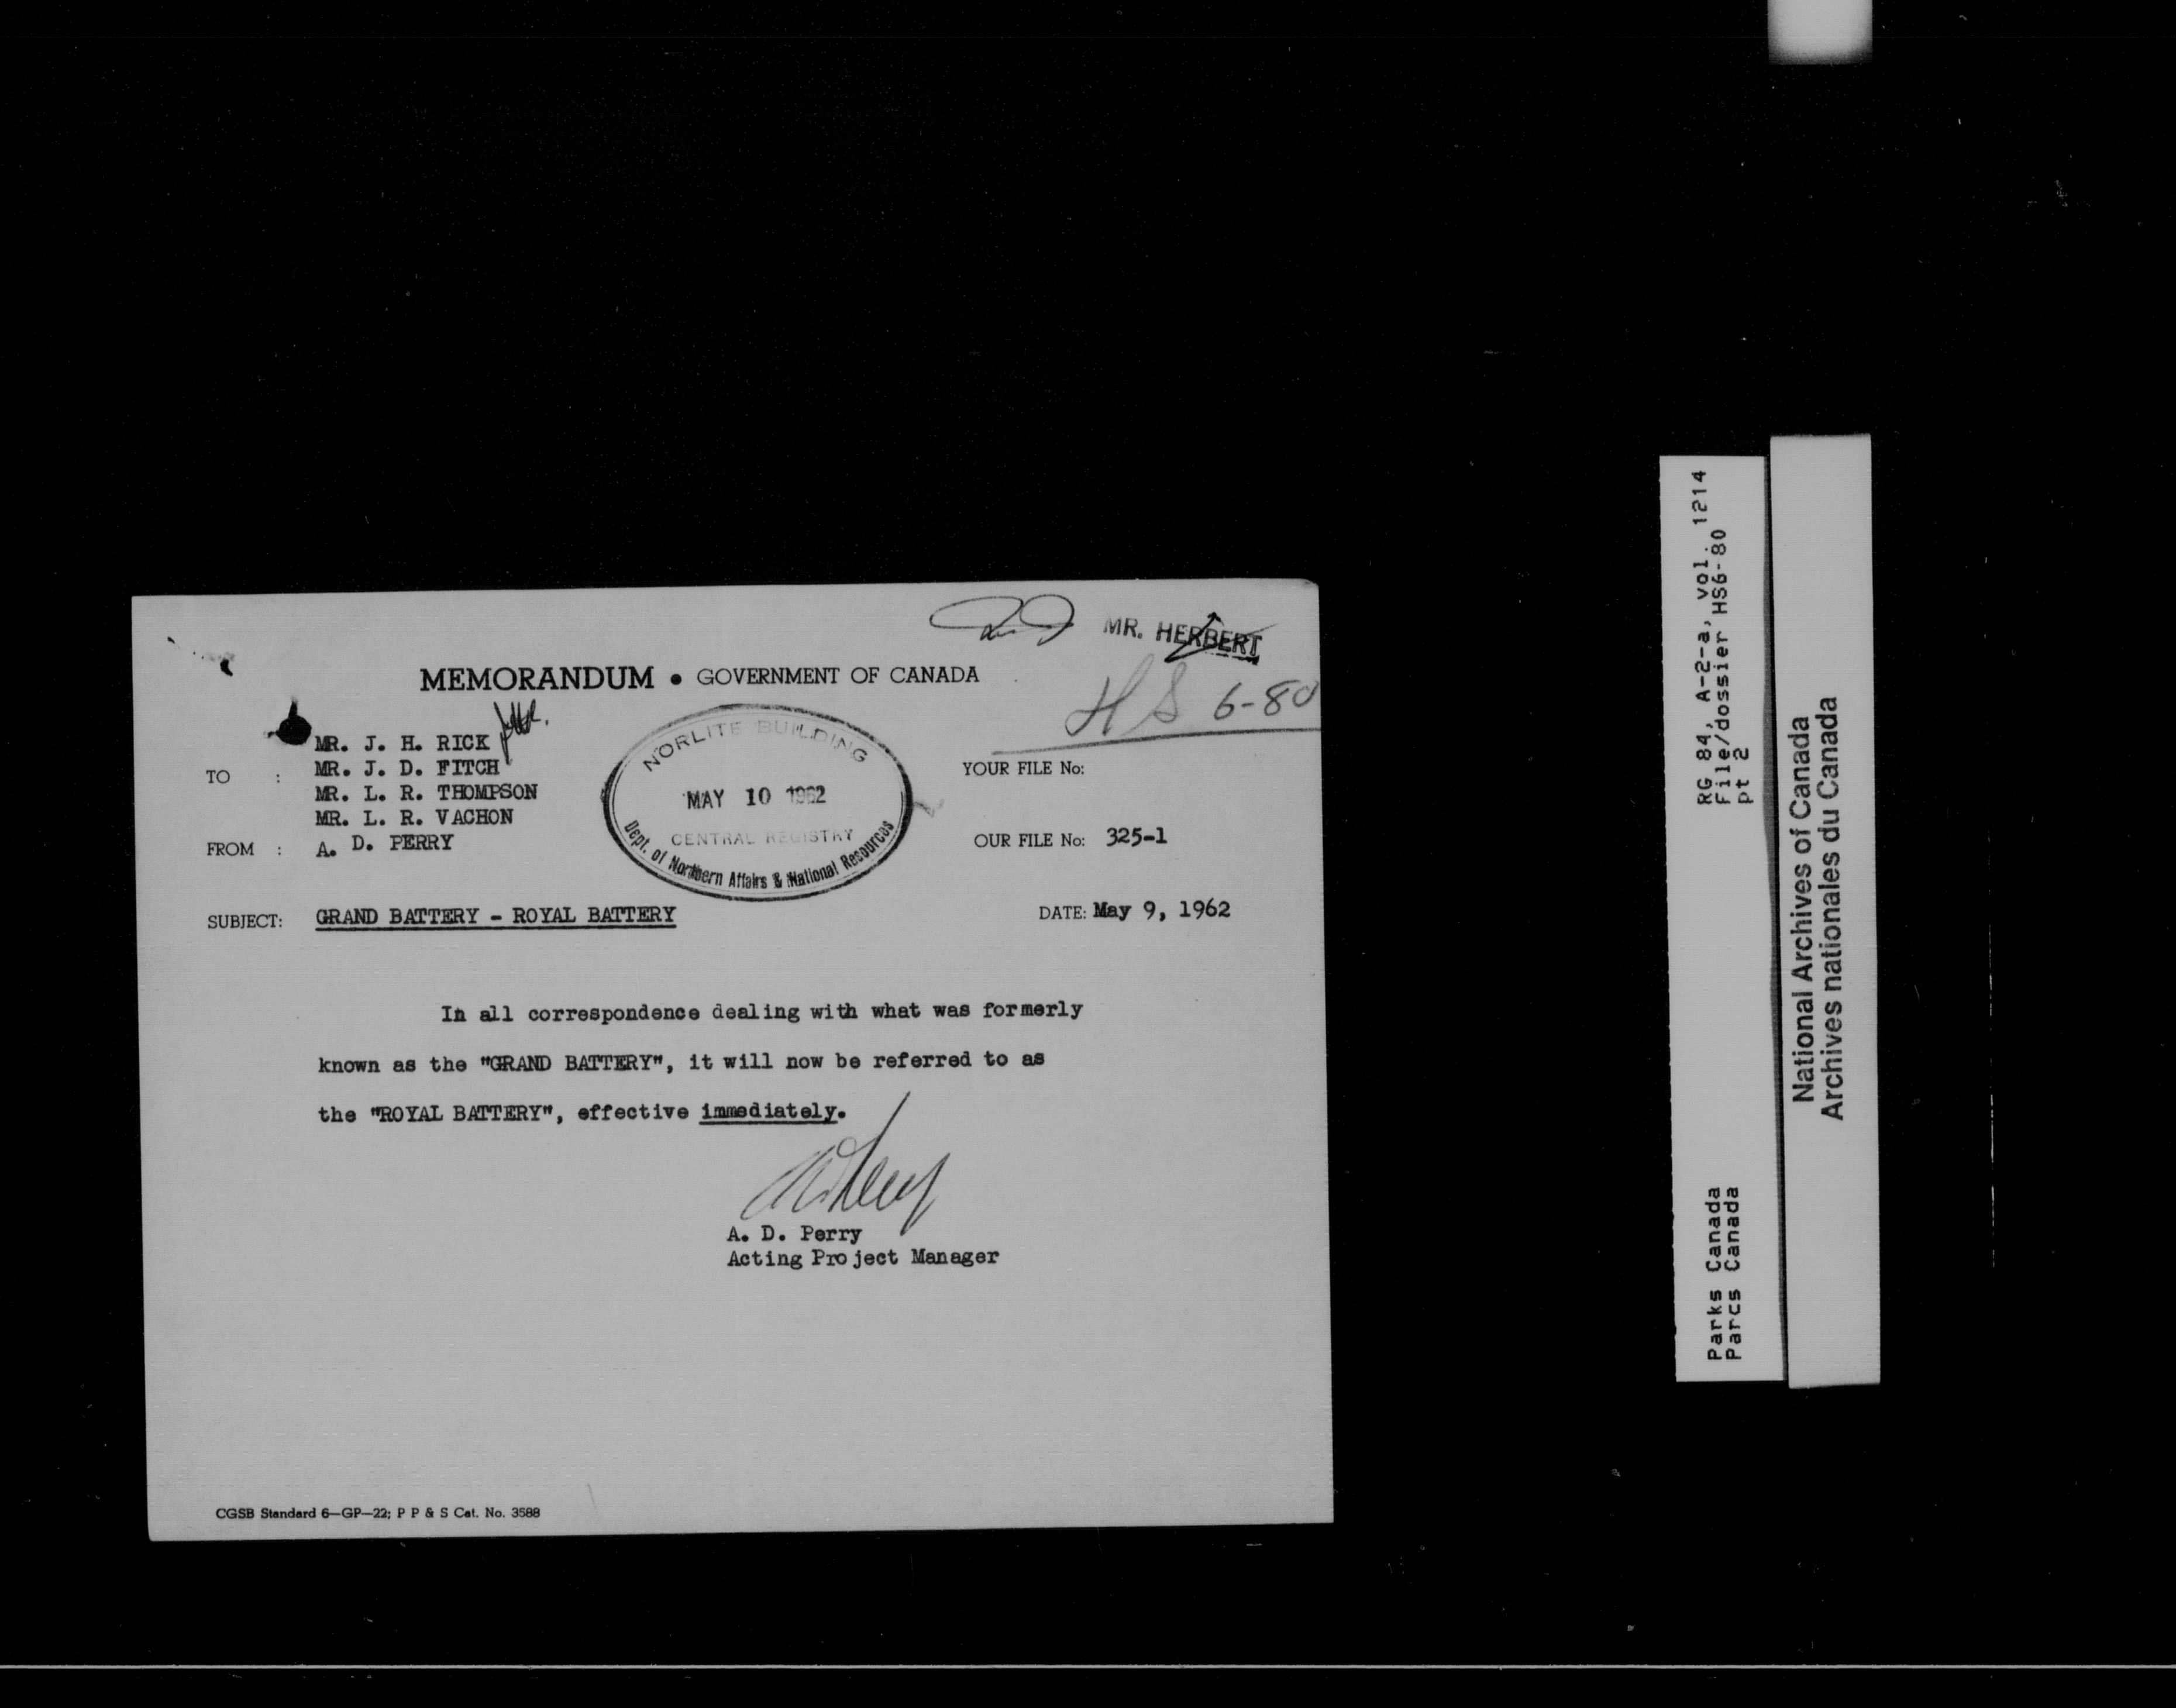 MR. HERBERT
HS 6-80
MEMORANDUM • GOVERNMENT OF CANADA
MR. J. H. RICK
TO : MR. J. D. FITCH
MR. L. R. THOMPSON
MR. L. R. VACHON
FROM : A. D. PERRY
NORLITE BUILDING
MAY 10 1962
CENTRAL REGISTRY
Dept. of Northern Affairs & National Resources
YOUR FILE No:
OUR FILE No: 325-1
SUBJECT: GRAND BATTERY - ROYAL BATTERY
DATE: May 9, 1962
In all correspondence dealing with what was formerly
known as the "GRAND BATTERY", it will now be referred to as
the "ROYAL BATTERY", effective immediately.
A. D. Perry
Acting Project Manager
CGSB Standard 6—GP—22; P P & S Cat. No. 3588
RG 84, A-2-a, vol. 1214
File/dossier HS6-80
pt 2
Parks Canada
Parcs Canada
National Archives of Canada
Archives nationales du Canada